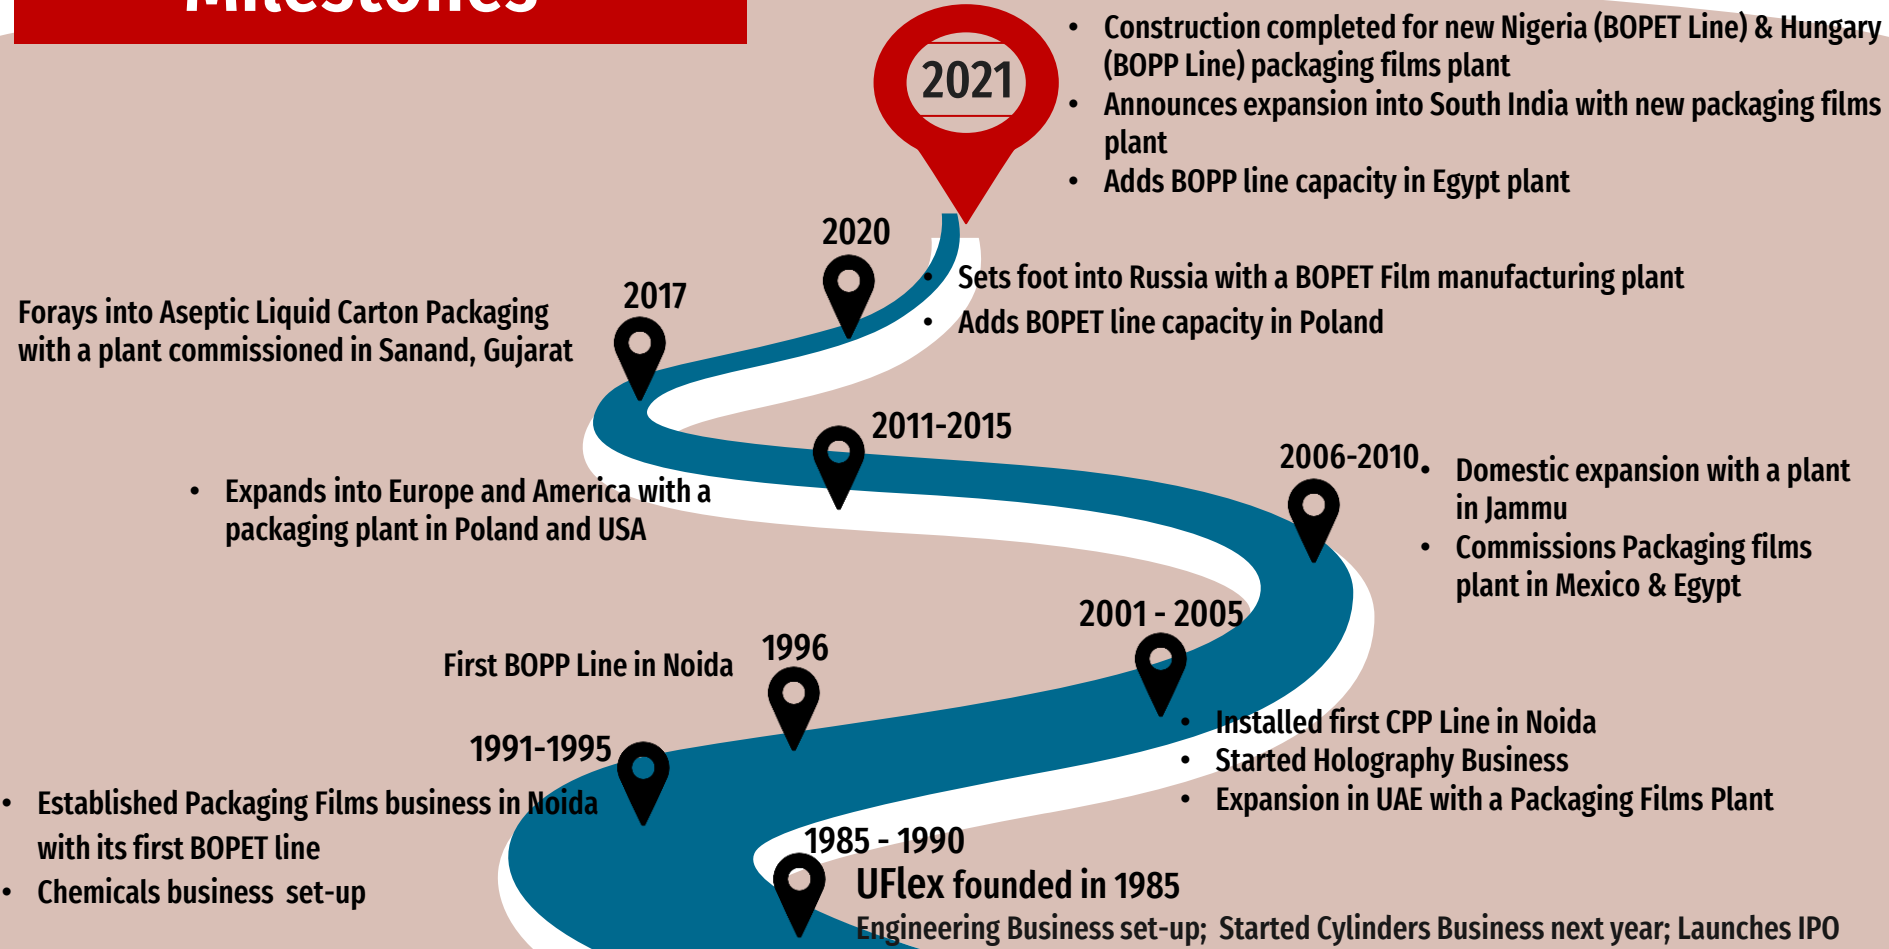 Milestones
2021
• Construction completed for new Nigeria (BOPET Line) & Hungary
(BOPP Line) packaging films plant
• Announces expansion into South India with new packaging films
plant
• Adds BOPP line capacity in Egypt plant
2020
• Sets foot into Russia with a BOPET Film manufacturing plant
• Adds BOPET line capacity in Poland
2017
Forays into Aseptic Liquid Carton Packaging
with a plant commissioned in Sanand, Gujarat
2011-2015
• Expands into Europe and America with a
packaging plant in Poland and USA
2006-2010
• Domestic expansion with a plant
in Jammu
• Commissions Packaging films
plant in Mexico & Egypt
2001 - 2005
• Installed first CPP Line in Noida
• Started Holography Business
• Expansion in UAE with a Packaging Films Plant
1996
First BOPP Line in Noida
1991-1995
• Established Packaging Films business in Noida
with its first BOPET line
• Chemicals business set-up
1985 - 1990
UFlex founded in 1985
Engineering Business set-up; Started Cylinders Business next year; Launches IPO